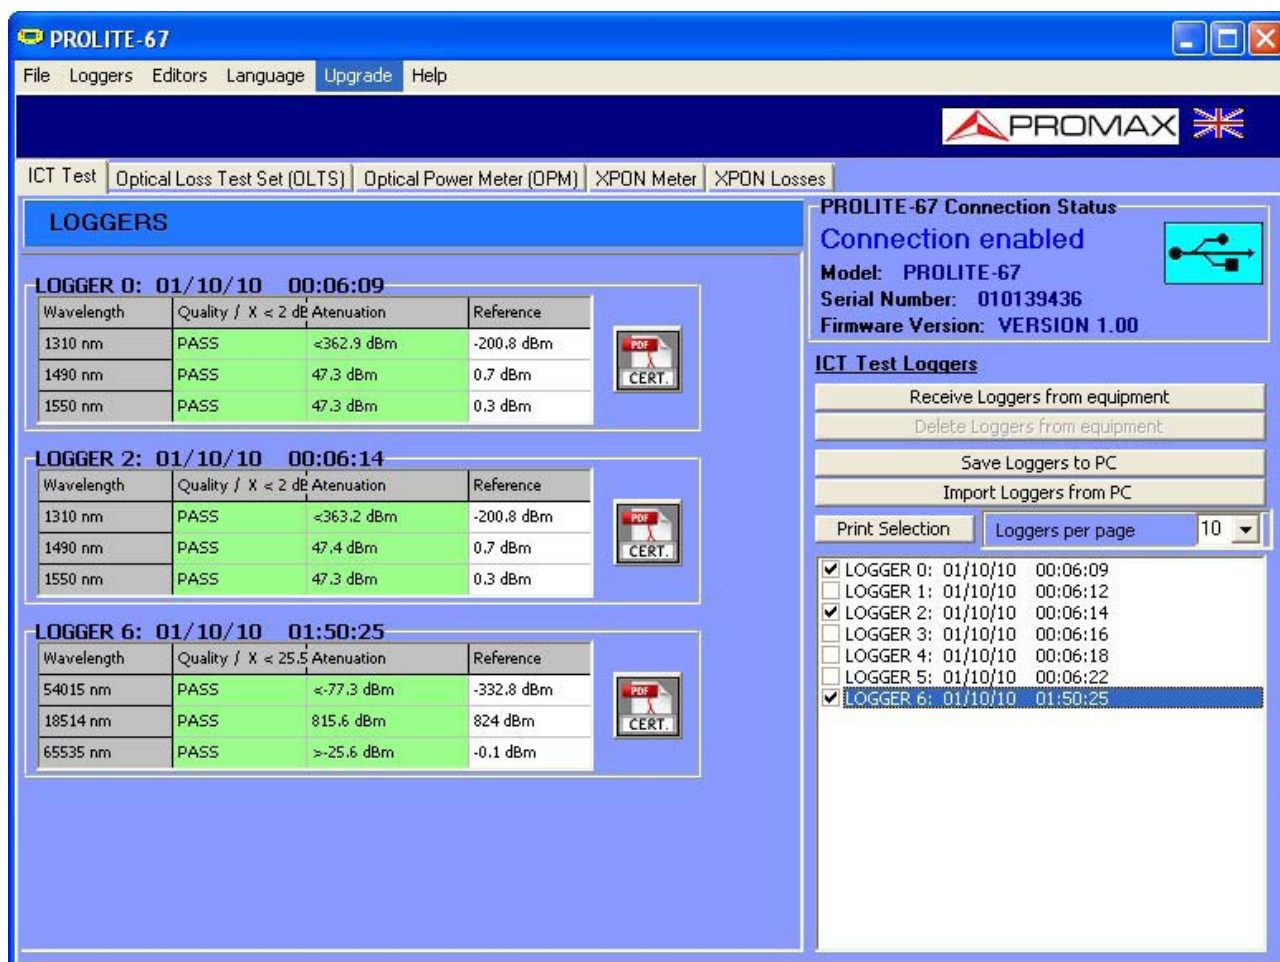 PROLITE-67
File Loggers Editors Language Upgrade Help
PROMAX
ICT Test Optical Loss Test Set (OLTS) Optical Power Meter (OPM) XPON Meter XPON Losses
LOGGERS
LOGGER 0: 01/10/10 00:06:09
Wavelength Quality / X < 2 dB Atenuation Reference
1310 nm PASS <362.9 dBm -200.8 dBm
1490 nm PASS 47.3 dBm 0.7 dBm
1550 nm PASS 47.3 dBm 0.3 dBm
PDF
CERT.
LOGGER 2: 01/10/10 00:06:14
Wavelength Quality / X < 2 dB Atenuation Reference
1310 nm PASS <363.2 dBm -200.8 dBm
1490 nm PASS 47.4 dBm 0.7 dBm
1550 nm PASS 47.3 dBm 0.3 dBm
PDF
CERT.
LOGGER 6: 01/10/10 01:50:25
Wavelength Quality / X < 25.5 Atenuation Reference
54015 nm PASS <-77.3 dBm -332.8 dBm
18514 nm PASS 815.6 dBm 824 dBm
65535 nm PASS >-25.6 dBm -0.1 dBm
PDF
CERT.
PROLITE-67 Connection Status
Connection enabled
Model: PROLITE-67
Serial Number: 010139436
Firmware Version: VERSION 1.00
ICT Test Loggers
Receive Loggers from equipment
Delete Loggers from equipment
Save Loggers to PC
Import Loggers from PC
Print Selection Loggers per page 10
LOGGER 0: 01/10/10 00:06:09
LOGGER 1: 01/10/10 00:06:12
LOGGER 2: 01/10/10 00:06:14
LOGGER 3: 01/10/10 00:06:16
LOGGER 4: 01/10/10 00:06:18
LOGGER 5: 01/10/10 00:06:22
LOGGER 6: 01/10/10 01:50:25